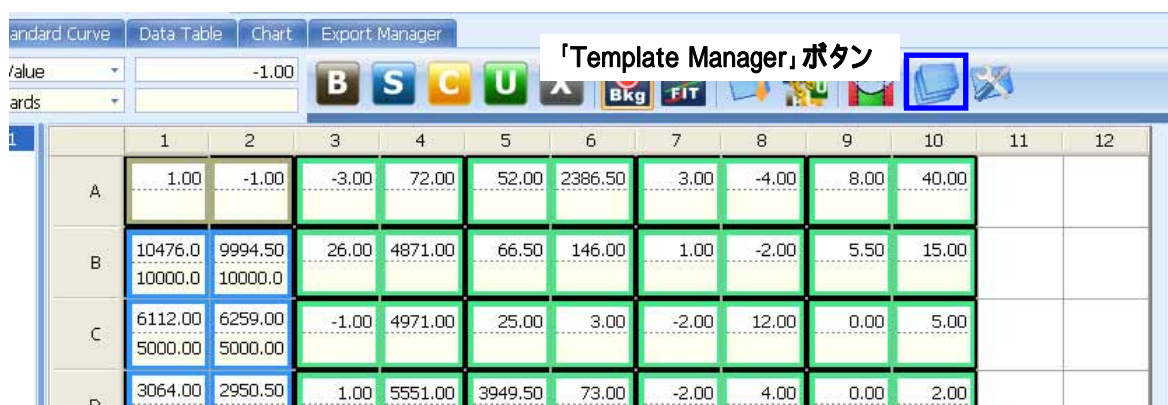 andard Curve Data Table Chart Export Manager
「Template Manager」ボタン
Value -1.00 B S C U X Bkg FIT U
ards
1 1 2 3 4 5 6 7 8 9 10 11 12
A 1.00 -1.00 -3.00 72.00 52.00 2386.50 3.00 -4.00 8.00 40.00
B 10476.0 9994.50 26.00 4871.00 66.50 146.00 1.00 -2.00 5.50 15.00
10000.0 10000.0
C 6112.00 6259.00 -1.00 4971.00 25.00 3.00 -2.00 12.00 0.00 5.00
5000.00 5000.00
D 3064.00 2950.50 1.00 5551.00 3949.50 73.00 -2.00 4.00 0.00 2.00